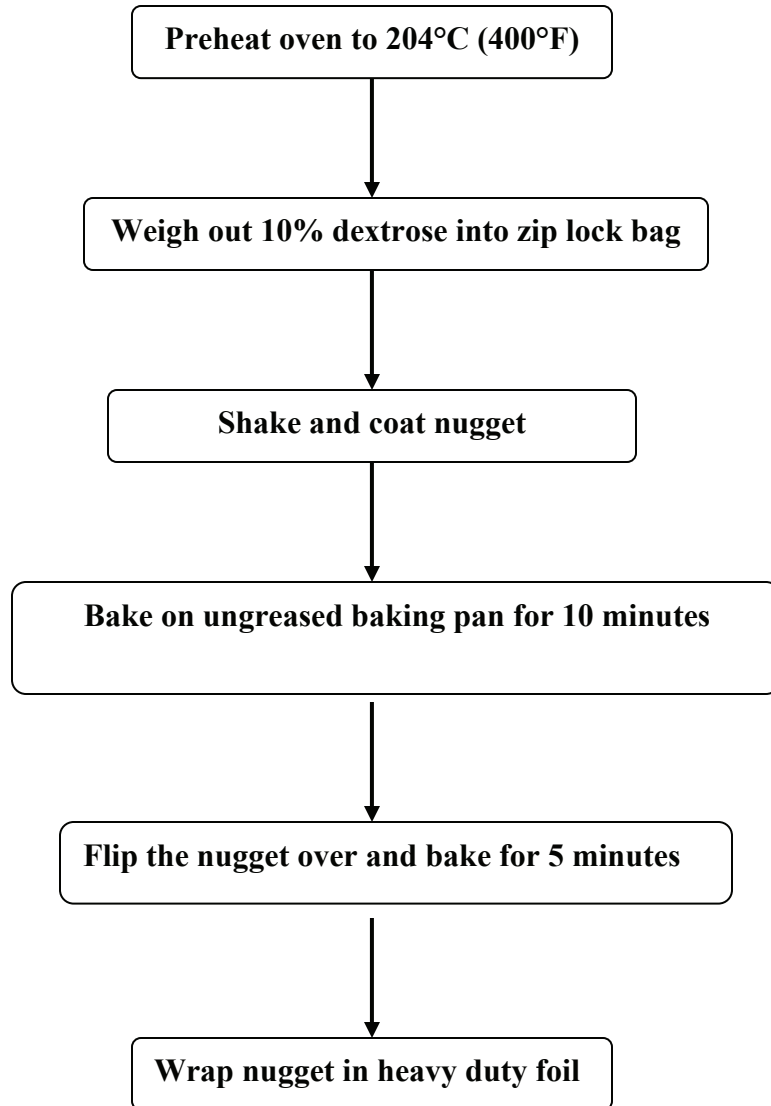 Preheat oven to 204°C (400°F)
Weigh out 10% dextrose into zip lock bag
Shake and coat nugget
Bake on ungreased baking pan for 10 minutes
Flip the nugget over and bake for 5 minutes
Wrap nugget in heavy duty foil